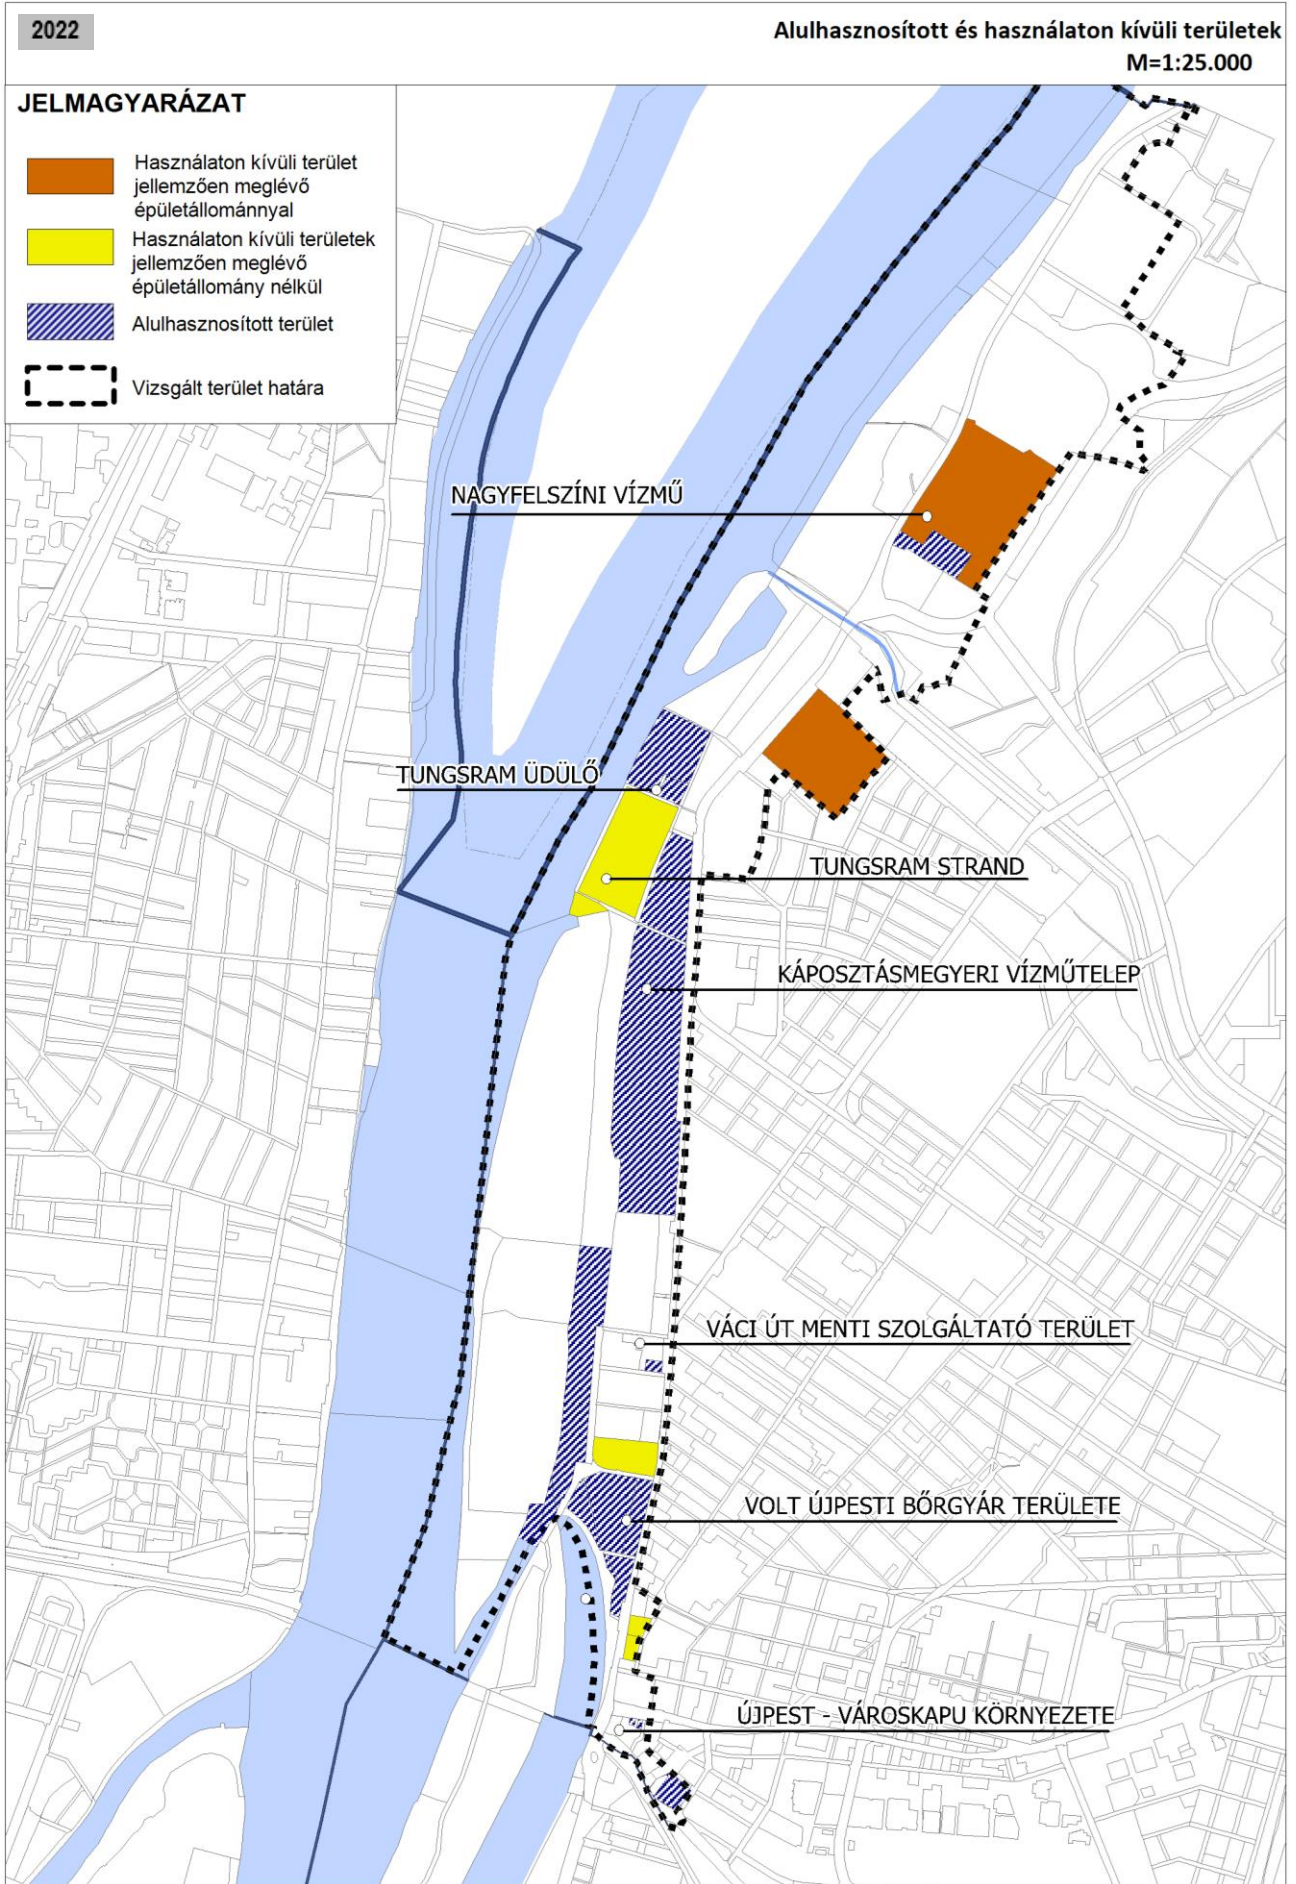 2022
Alulhasznosított és használaton kívüli területek
M=1:25.000
JELMAGYARÁZAT
Használaton kívüli terület
jellemzően meglévő
épületállománnyal
Használaton kívüli területek
jellemzően meglévő
épületállomány nélkül
Alulhasznosított terület
Vizsgált terület határa
NAGYFELSZÍNI VÍZMŰ
TUNGSRAM ÜDÜLŐ
TUNGSRAM STRAND
KÁPOSZTÁSMEGYERI VÍZMŰTELEP
VÁCI ÚT MENTI SZOLGÁLTATÓ TERÜLET
VOLT ÚJPESTI BŐRGYÁR TERÜLETE
ÚJPEST - VÁROSKAPU KÖRNYEZETE